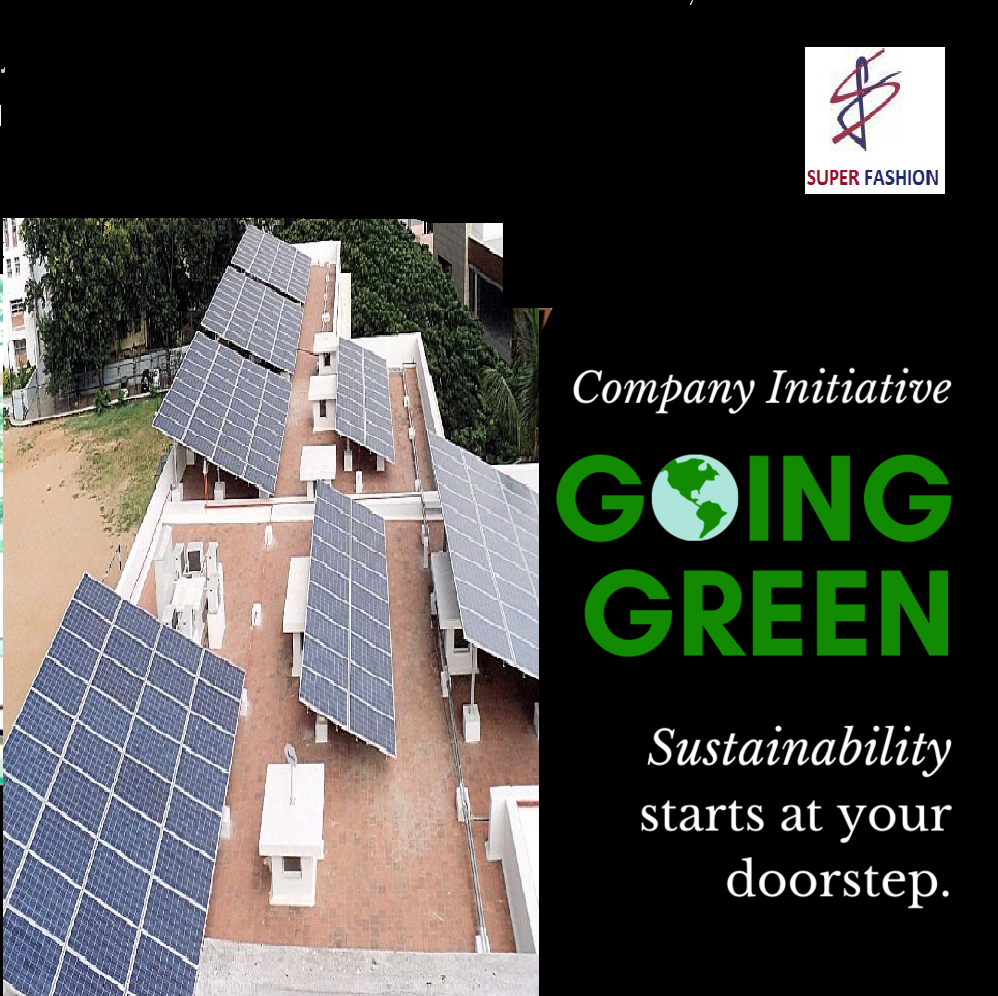 SUPER FASHION
Company Initiative
GOING
GREEN
Sustainability
starts at your
doorstep.